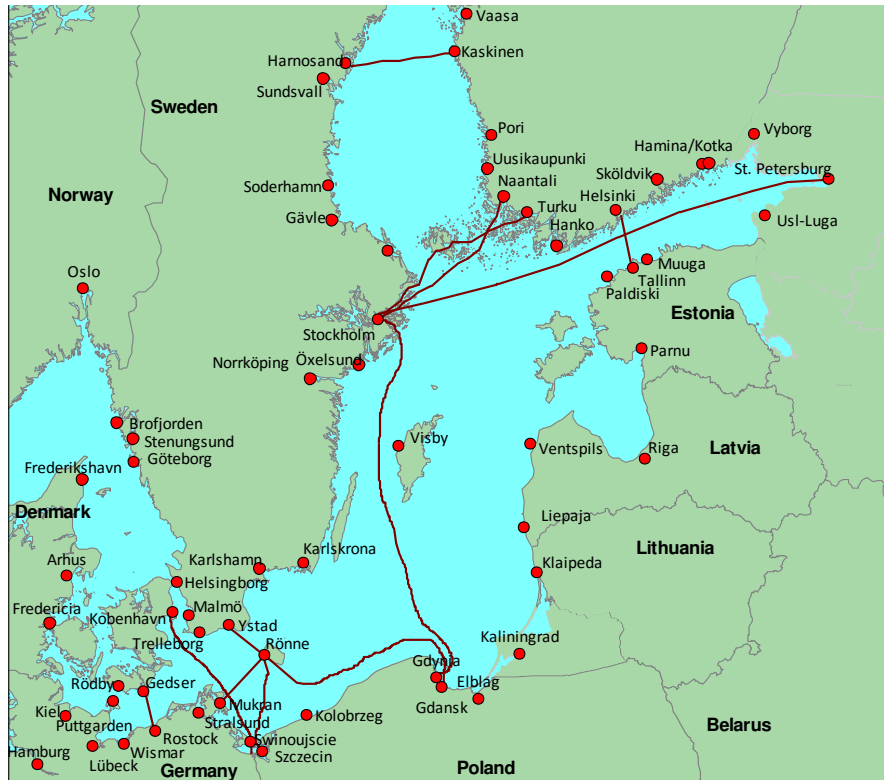 Vaasa
Kaskinen
Harnosand
Sundsvall
Sweden
Pori
Vyborg
Hamina/Kotka
Uusikaupunki
St. Petersburg
Sköldvik
Naantali
Soderhamn
Norway
Helsinki
Turku
Gävle
Hanko
Usl-Luga
Muuga
Oslo
Tallinn
Paldiski
Estonia
Stockholm
Norrköping
Öxelsund
Parnu
Brofjorden
Stenungsund
Visby
Ventspils
Riga
Latvia
Göteborg
Frederikshavn
Denmark
Liepaja
Lithuania
Karlskrona
Arhus
Karlshamn
Helsingborg
Klaipeda
Fredericia
Kobenhavn
Malmö
Ystad
Trelleborg
Rönne
Kaliningrad
Gdynia
Rödby
Gedser
Elblag
Mukran
Gdansk
Kiel
Stralsund
Kolobrzeg
Puttgarden
Belarus
Rostock
Swinoujscie
Hamburg
Wismar
Szczecin
Lübeck
Germany
Poland